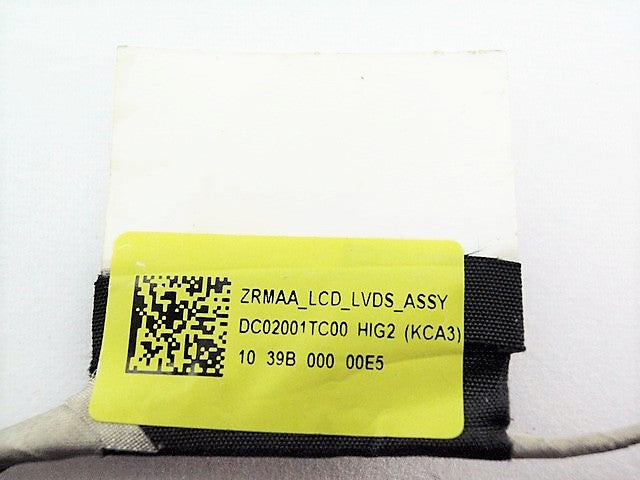 ZRMAA_LCD_LVDS_ASSY
DC02001TC00 HIG2 (KCA3)
10 39B 000 00E5